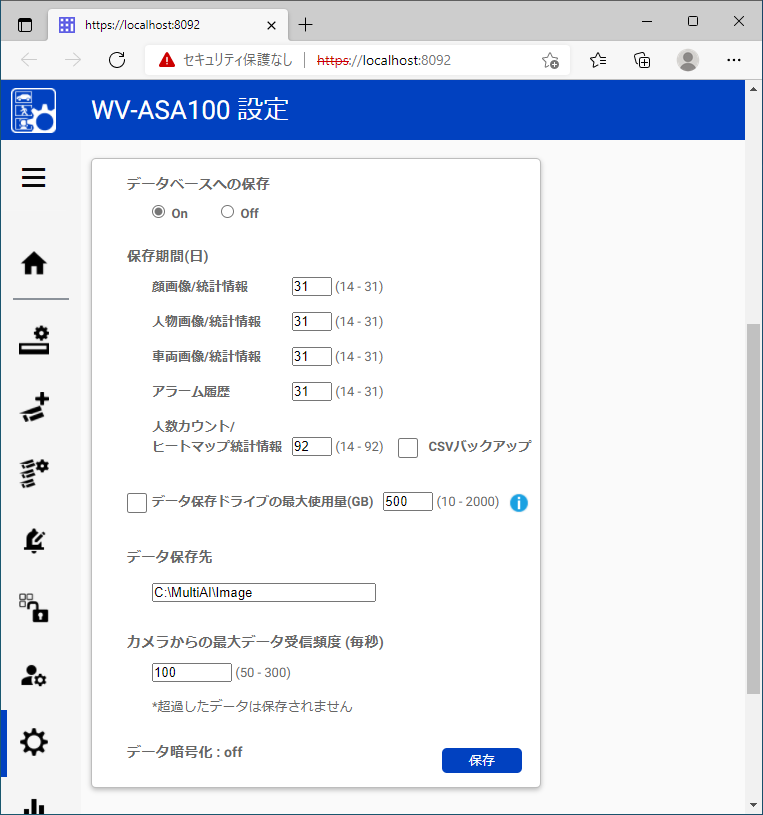 https://localhost:8092
セキュリティ保護なし
https://localhost:8092
WV-ASA100 設定
データベースへの保存
On Off
保存期間(日)
顔画像/統計情報 31 (14 - 31)
人物画像/統計情報 31 (14 - 31)
車両画像/統計情報 31 (14 - 31)
アラーム履歴 31 (14 - 31)
人数カウント/
ヒートマップ統計情報 92 (14 - 92) CSVバックアップ
データ保存ドライブの最大使用量(GB) 500 (10 - 2000)
データ保存先
C:\MultiAI\Image
カメラからの最大データ受信頻度 (毎秒)
100 (50 - 300)
*超過したデータは保存されません
データ暗号化 : off
保存